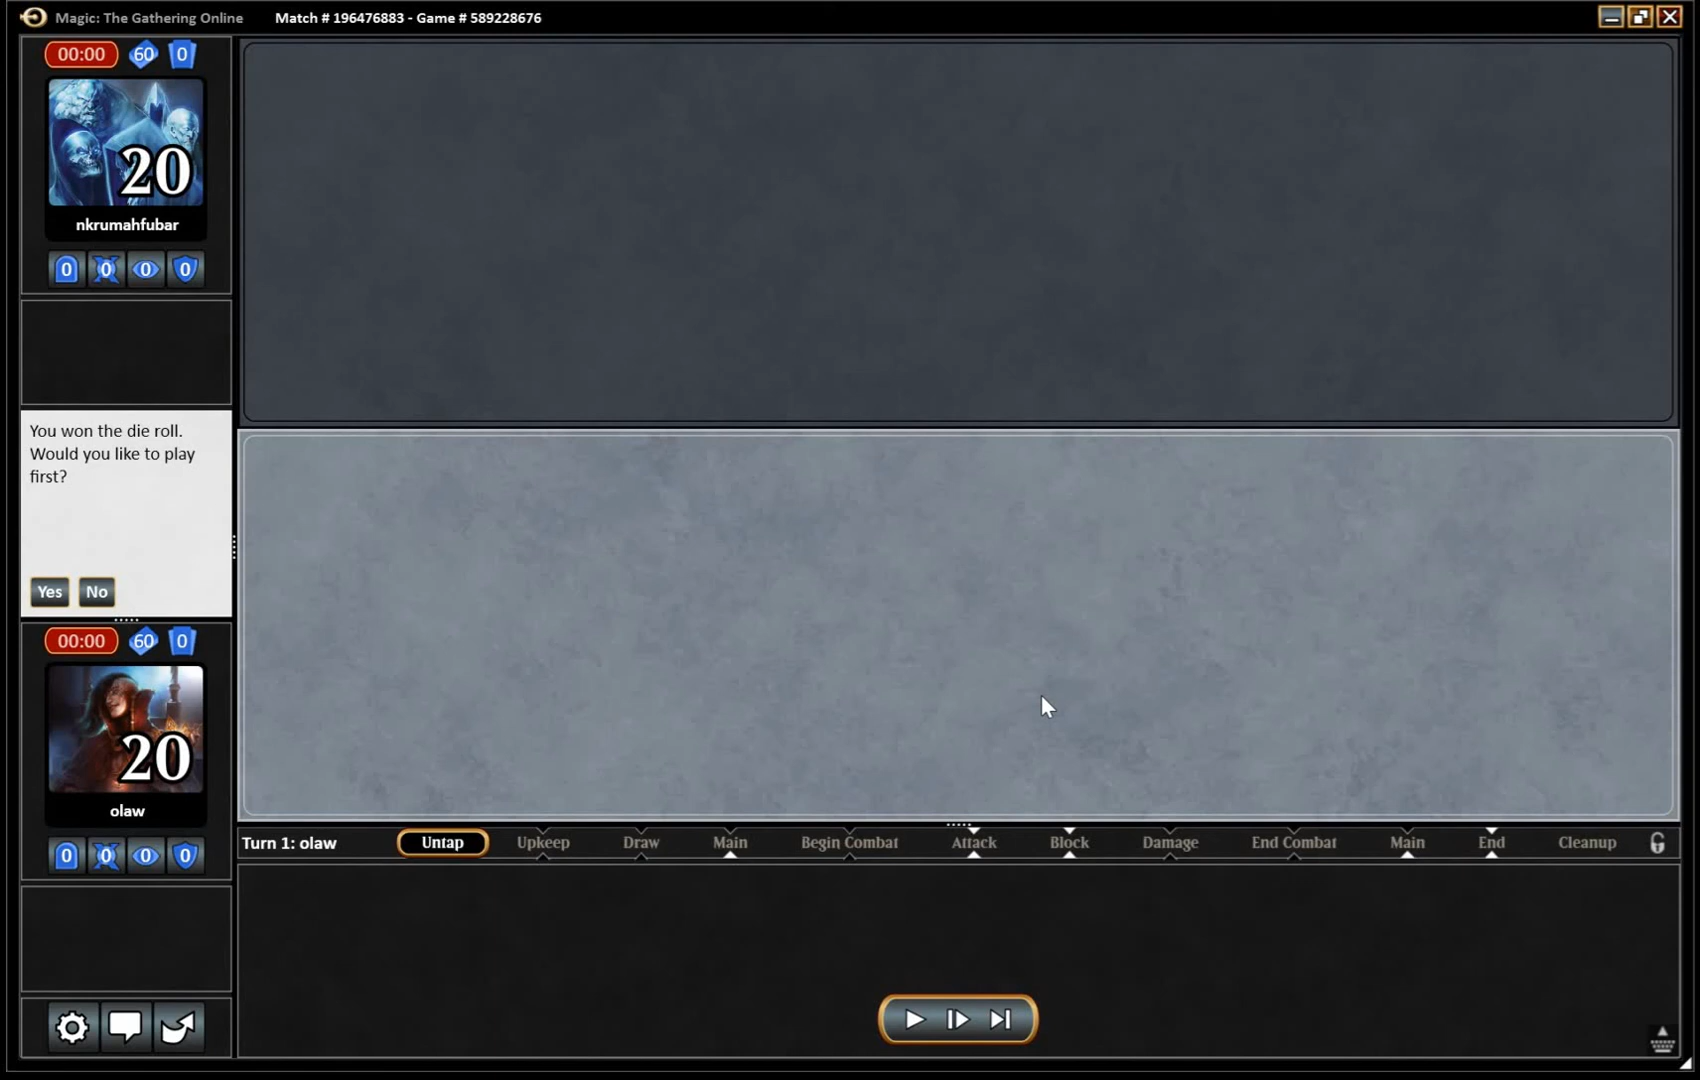 Magic: The Gathering Online Match # 196476883 - Game # 589228676
00:00 60 0
20
nkrumahfubar
0 0 0 0
You won the die roll.
Would you like to play
first?
Yes No
00:00 60 0
20
olaw
0 0 0 0
Turn 1: olaw Untap Upkeep Draw Main Begin Combat Attack Block Damage End Combat Main End Cleanup